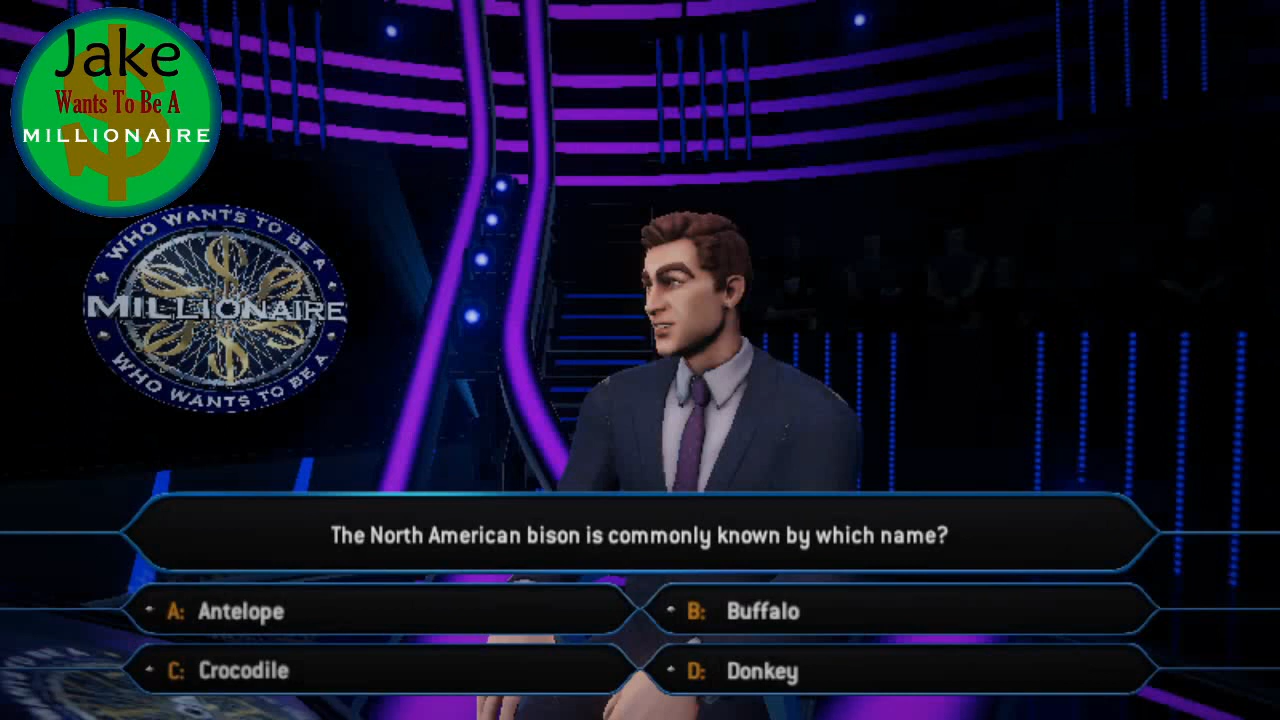 Jake
Wants To Be A
MILLIONAIRE
WHO WANTS TO BE A
MILLIONAIRE
WHO WANTS TO BE A
The North American bison is commonly known by which name?
A: Antelope
B: Buffalo
C: Crocodile
D: Donkey